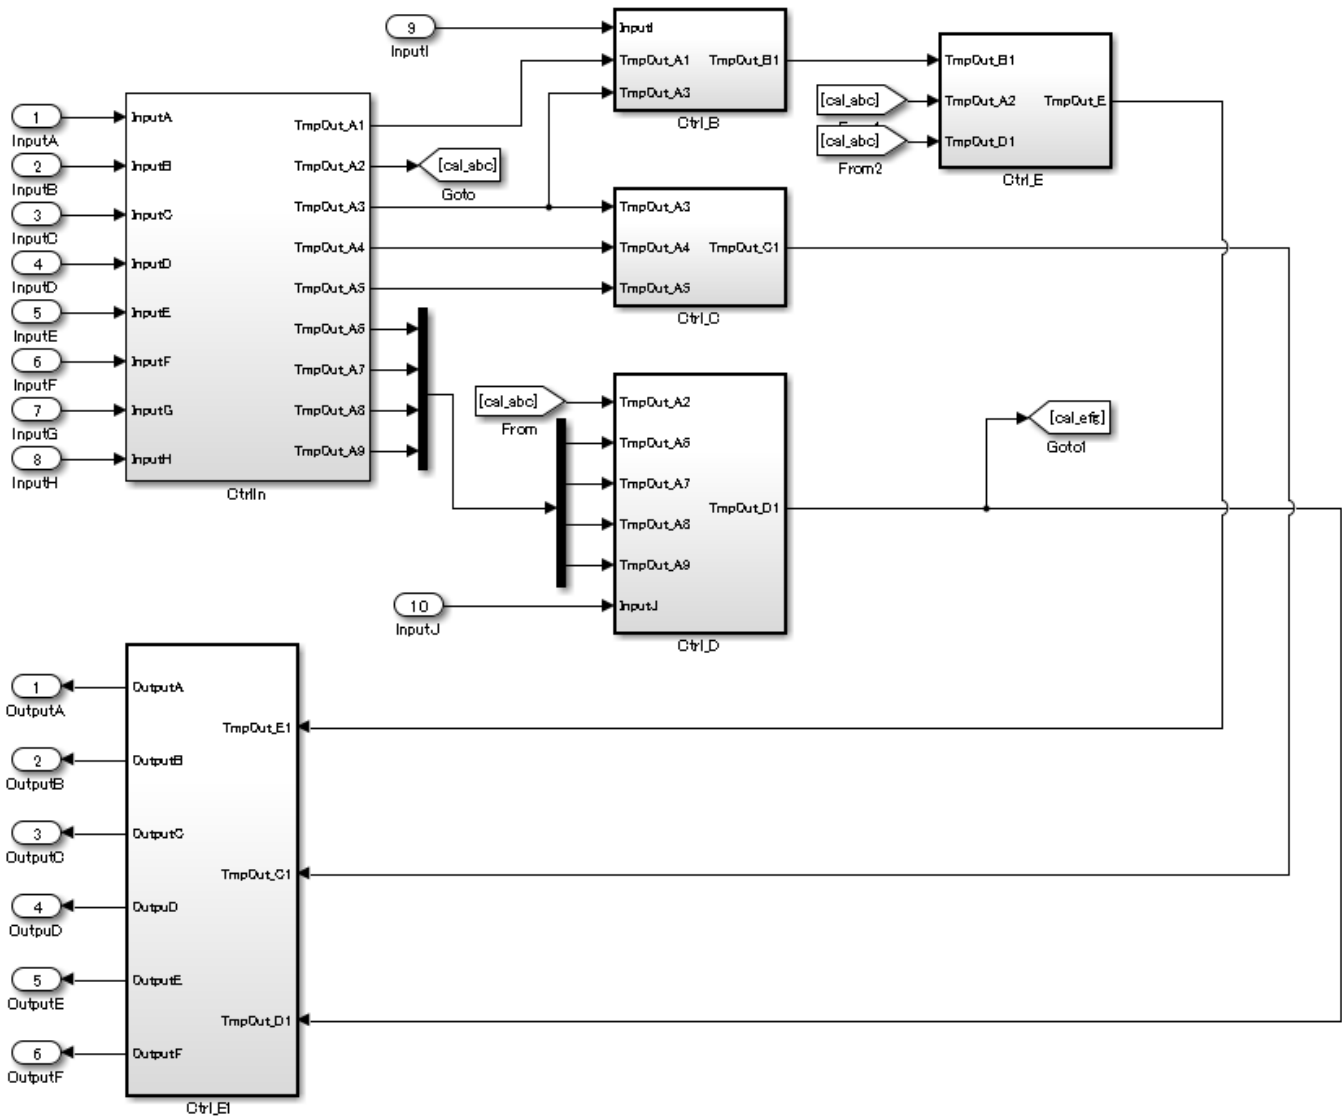 9
InputI
InputI
TmpOut_A1
TmpOut_B1
TmpOut_A3
Ctrl_B
TmpOut_B1
[cal_abc]
TmpOut_A2
TmpOut_E
[cal_abc]
TmpOut_D1
From2
Ctrl_E
1
InputA
2
InputB
3
InputC
4
InputD
5
InputE
6
InputF
7
InputG
8
InputH
InputA
InputB
InputC
InputD
InputE
InputF
InputG
InputH
TmpOut_A1
TmpOut_A2
TmpOut_A3
TmpOut_A4
TmpOut_A5
TmpOut_A6
TmpOut_A7
TmpOut_A8
TmpOut_A9
CtrlIn
[cal_abc]
Goto
TmpOut_A3
TmpOut_A4
TmpOut_C1
TmpOut_A5
Ctrl_C
[cal_abc]
From
TmpOut_A2
TmpOut_A6
TmpOut_A7
TmpOut_D1
TmpOut_A8
TmpOut_A9
InputJ
Ctrl_D
10
InputJ
[cal_efg]
Goto1
1
OutputA
2
OutputB
3
OutputC
4
OutpuD
5
OutputE
6
OutputF
OutputA
TmpOut_E1
OutputB
OutputC
TmpOut_C1
OutpuD
OutputE
TmpOut_D1
OutputF
Ctrl_E1